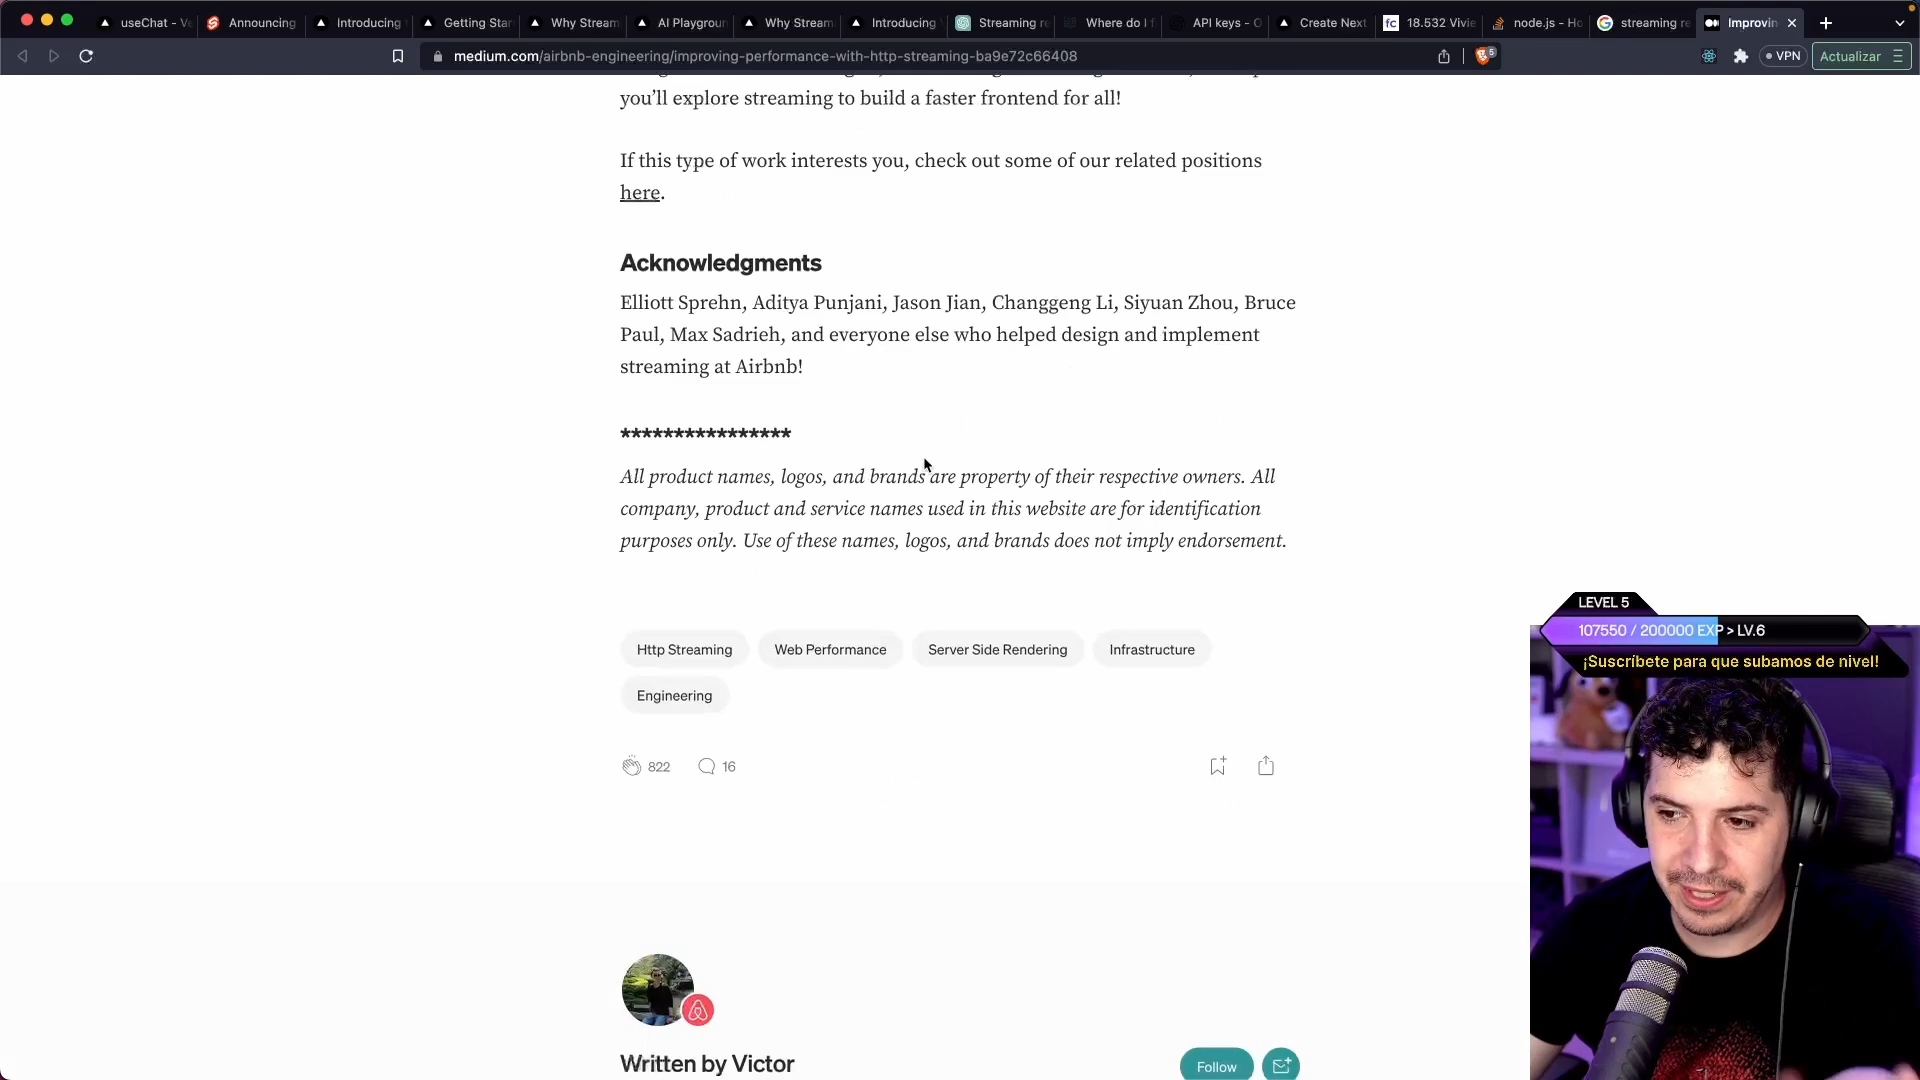 useChat - Ve
Announcing
Introducing
Getting Star
Why Stream
AI Playgroun
Why Stream
Introducing
Streaming re
Where do I f
API keys - O
Create Next
fc 18.532 Vivie
node.js - Ho
streaming re
Improvin
medium.com/airbnb-engineering/improving-performance-with-http-streaming-ba9e72c66408
5
VPN
Actualizar
you’ll explore streaming to build a faster frontend for all!
If this type of work interests you, check out some of our related positions
here.
Acknowledgments
Elliott Sprehn, Aditya Punjani, Jason Jian, Changgeng Li, Siyuan Zhou, Bruce
Paul, Max Sadrieh, and everyone else who helped design and implement
streaming at Airbnb!
****************
All product names, logos, and brands are property of their respective owners. All
company, product and service names used in this website are for identification
purposes only. Use of these names, logos, and brands does not imply endorsement.
Http Streaming
Web Performance
Server Side Rendering
Infrastructure
Engineering
822
16
LEVEL 5
107550 / 200000 EXP > LV.6
¡Suscríbete para que subamos de nivel!
Written by Victor
Follow